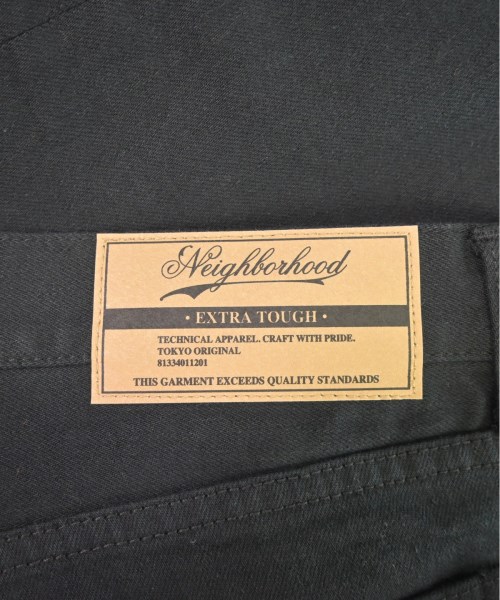 Neighborhood
• EXTRA TOUGH •
TECHNICAL APPAREL. CRAFT WITH PRIDE.
TOKYO ORIGINAL
81334011201
THIS GARMENT EXCEEDS QUALITY STANDARDS